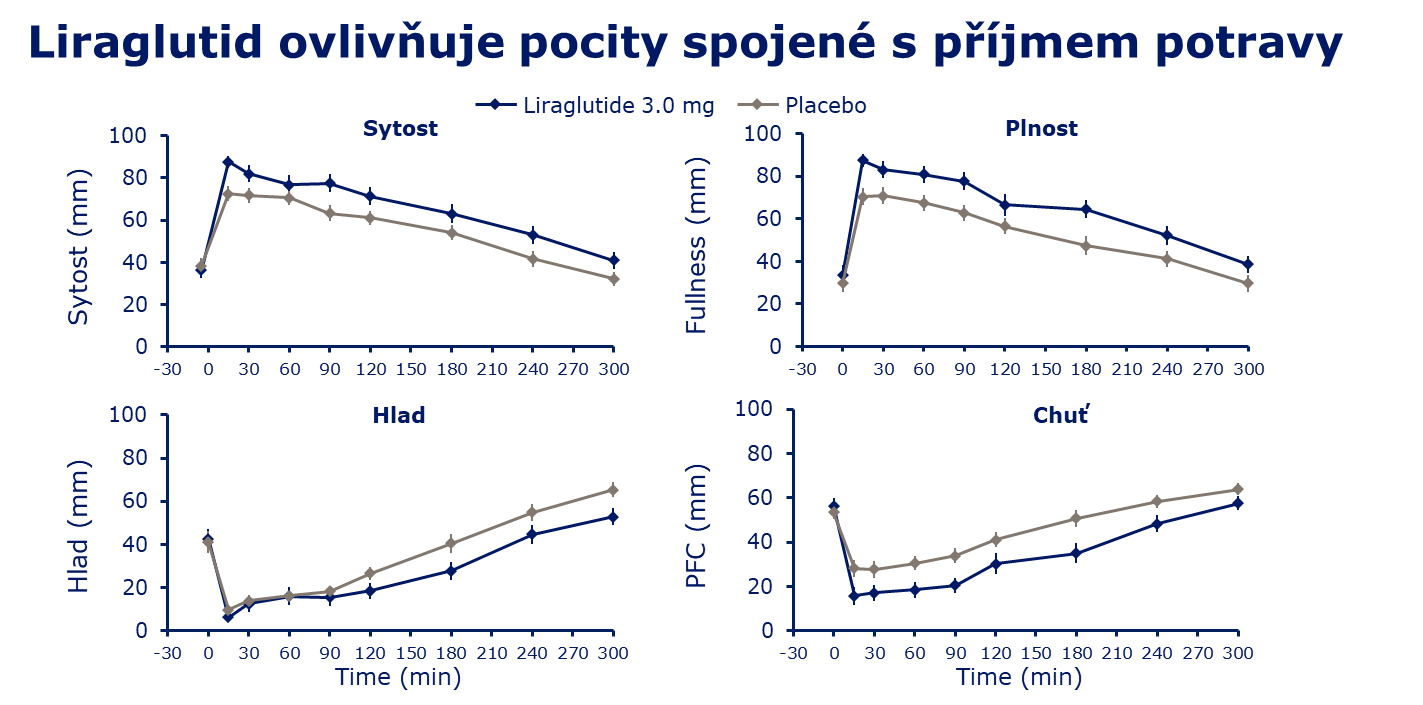 Liraglutid ovlivňuje pocity spojené s příjmem potravy
Liraglutide 3.0 mg Placebo
Sytost
Sytost (mm)
100
80
60
40
20
0
-30 0 30 60 90 120 150 180 210 240 270 300
Plnost
Fullness (mm)
100
80
60
40
20
0
-30 0 30 60 90 120 150 180 210 240 270 300
Hlad
Hlad (mm)
100
80
60
40
20
0
-30 0 30 60 90 120 150 180 210 240 270 300
Time (min)
Chuť
PFC (mm)
100
80
60
40
20
0
-30 0 30 60 90 120 150 180 210 240 270 300
Time (min)